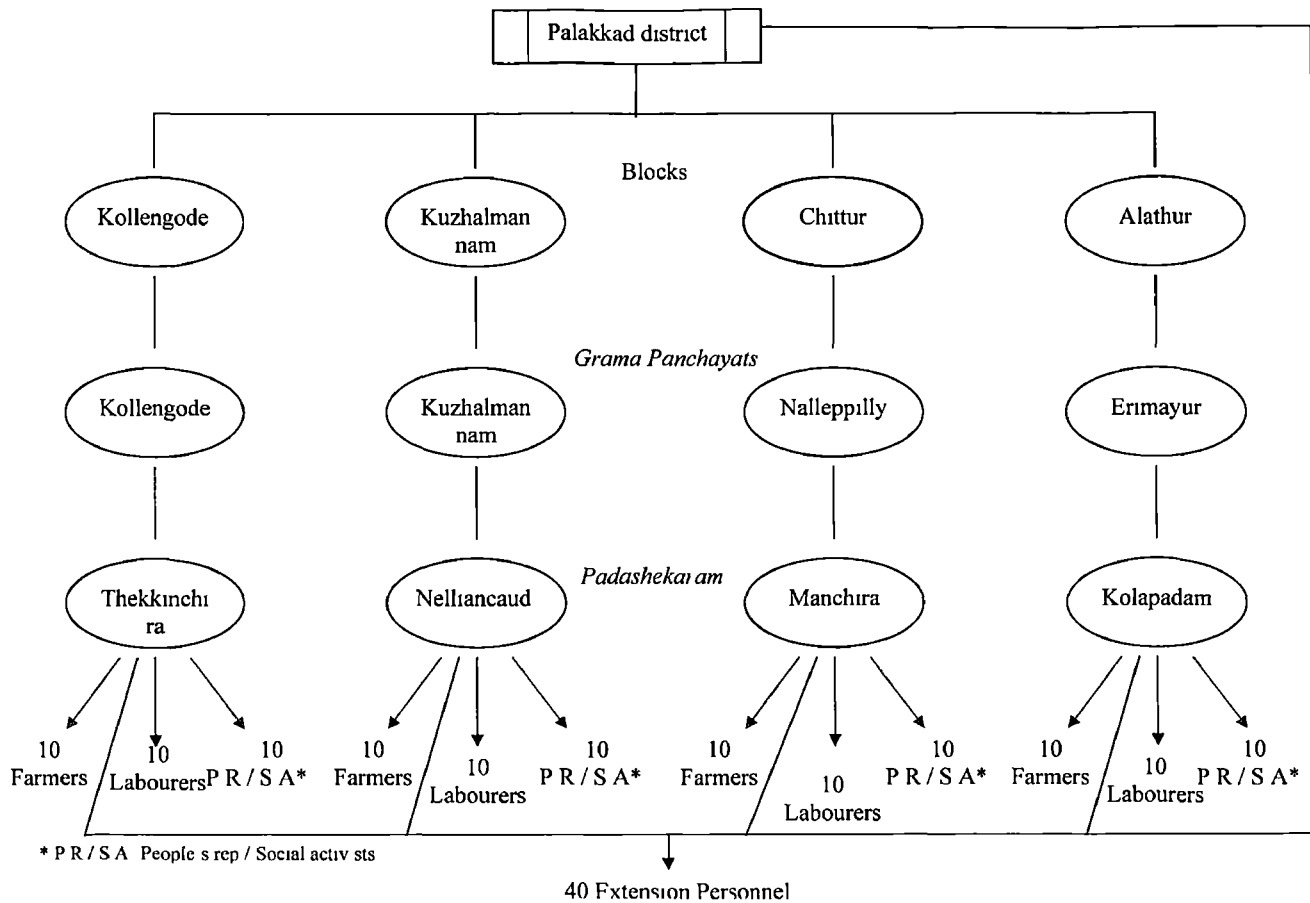 Palakkad district
Blocks
Kollengode
Kuzhalman
nam
Chittur
Alathur
Grama Panchayats
Kollengode
Kuzhalman
nam
Nalleppilly
Erimayur
Padashekaram
Thekkinchi
ra
Nelliancaud
Manchira
Kolapadam
10
Farmers
10
Labourers
10
P R / S A*
10
Farmers
10
Labourers
10
P R / S A*
10
Farmers
10
Labourers
10
P R / S A*
10
Farmers
10
Labourers
10
P R / S A*
* P R / S A People s rep / Social activ sts
40 Extension Personnel